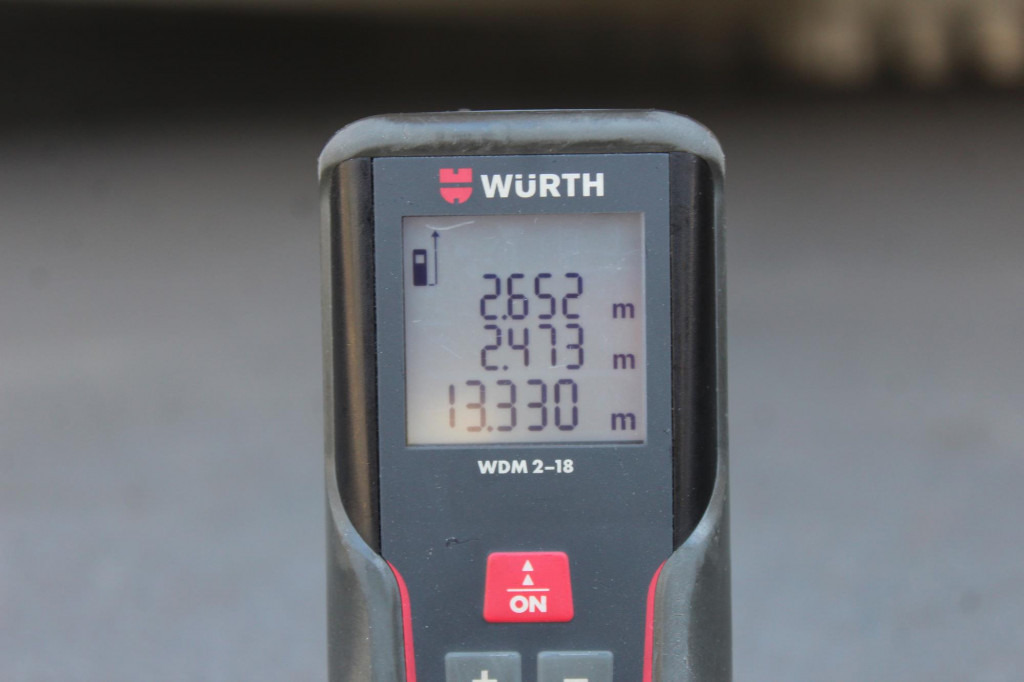 WÜRTH
2.652 m
2.473 m
13.330 m
WDM 2-18
ON
+ -